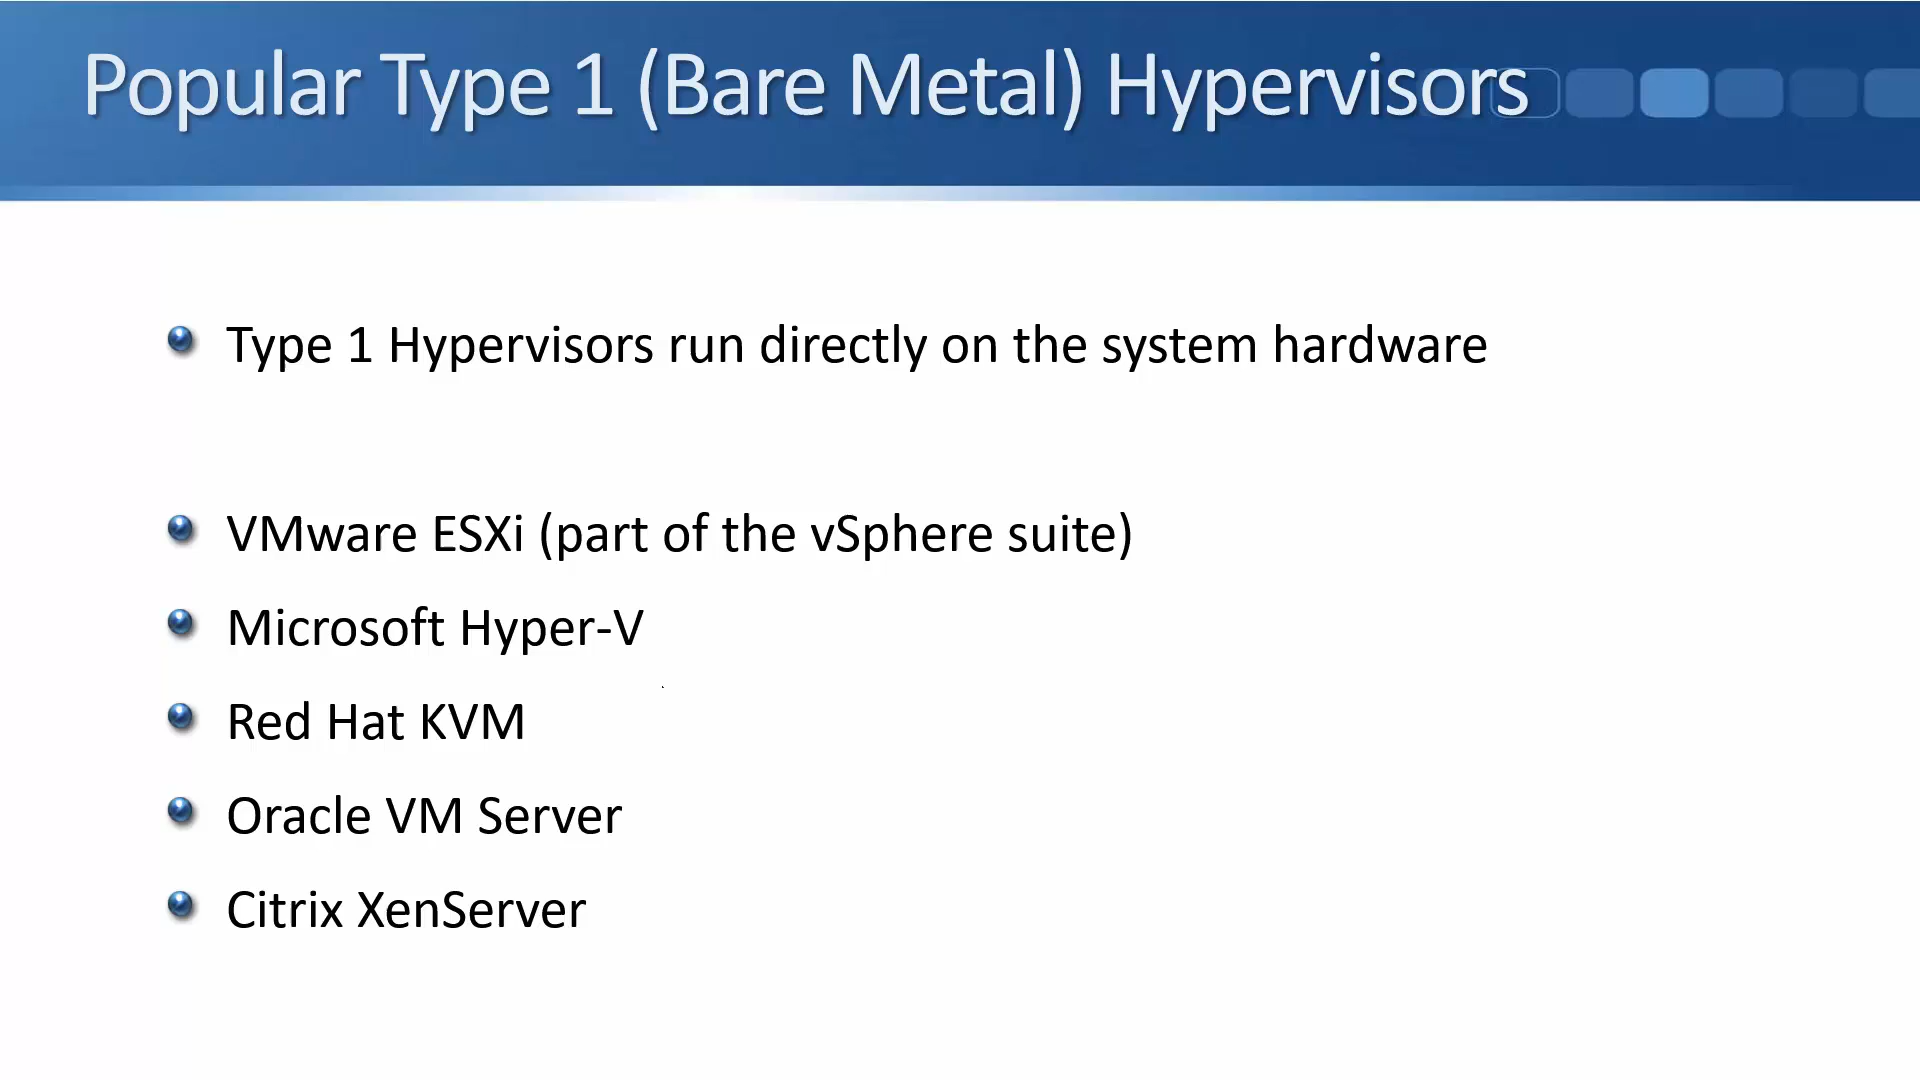 Popular Type 1 (Bare Metal) Hypervisors
Type 1 Hypervisors run directly on the system hardware
VMware ESXi (part of the vSphere suite)
Microsoft Hyper-V
Red Hat KVM
Oracle VM Server
Citrix XenServer